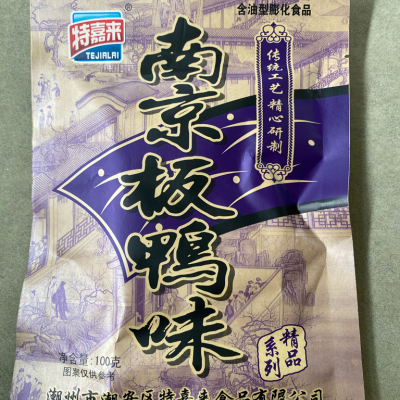 含油型膨化食品
特嘉来
®
TEJIALAI
南京板鸭味
传统工艺 精心研制
精品
系列
净含量:100克
图案仅供参考
潮州市潮安区特嘉来食品有限公司